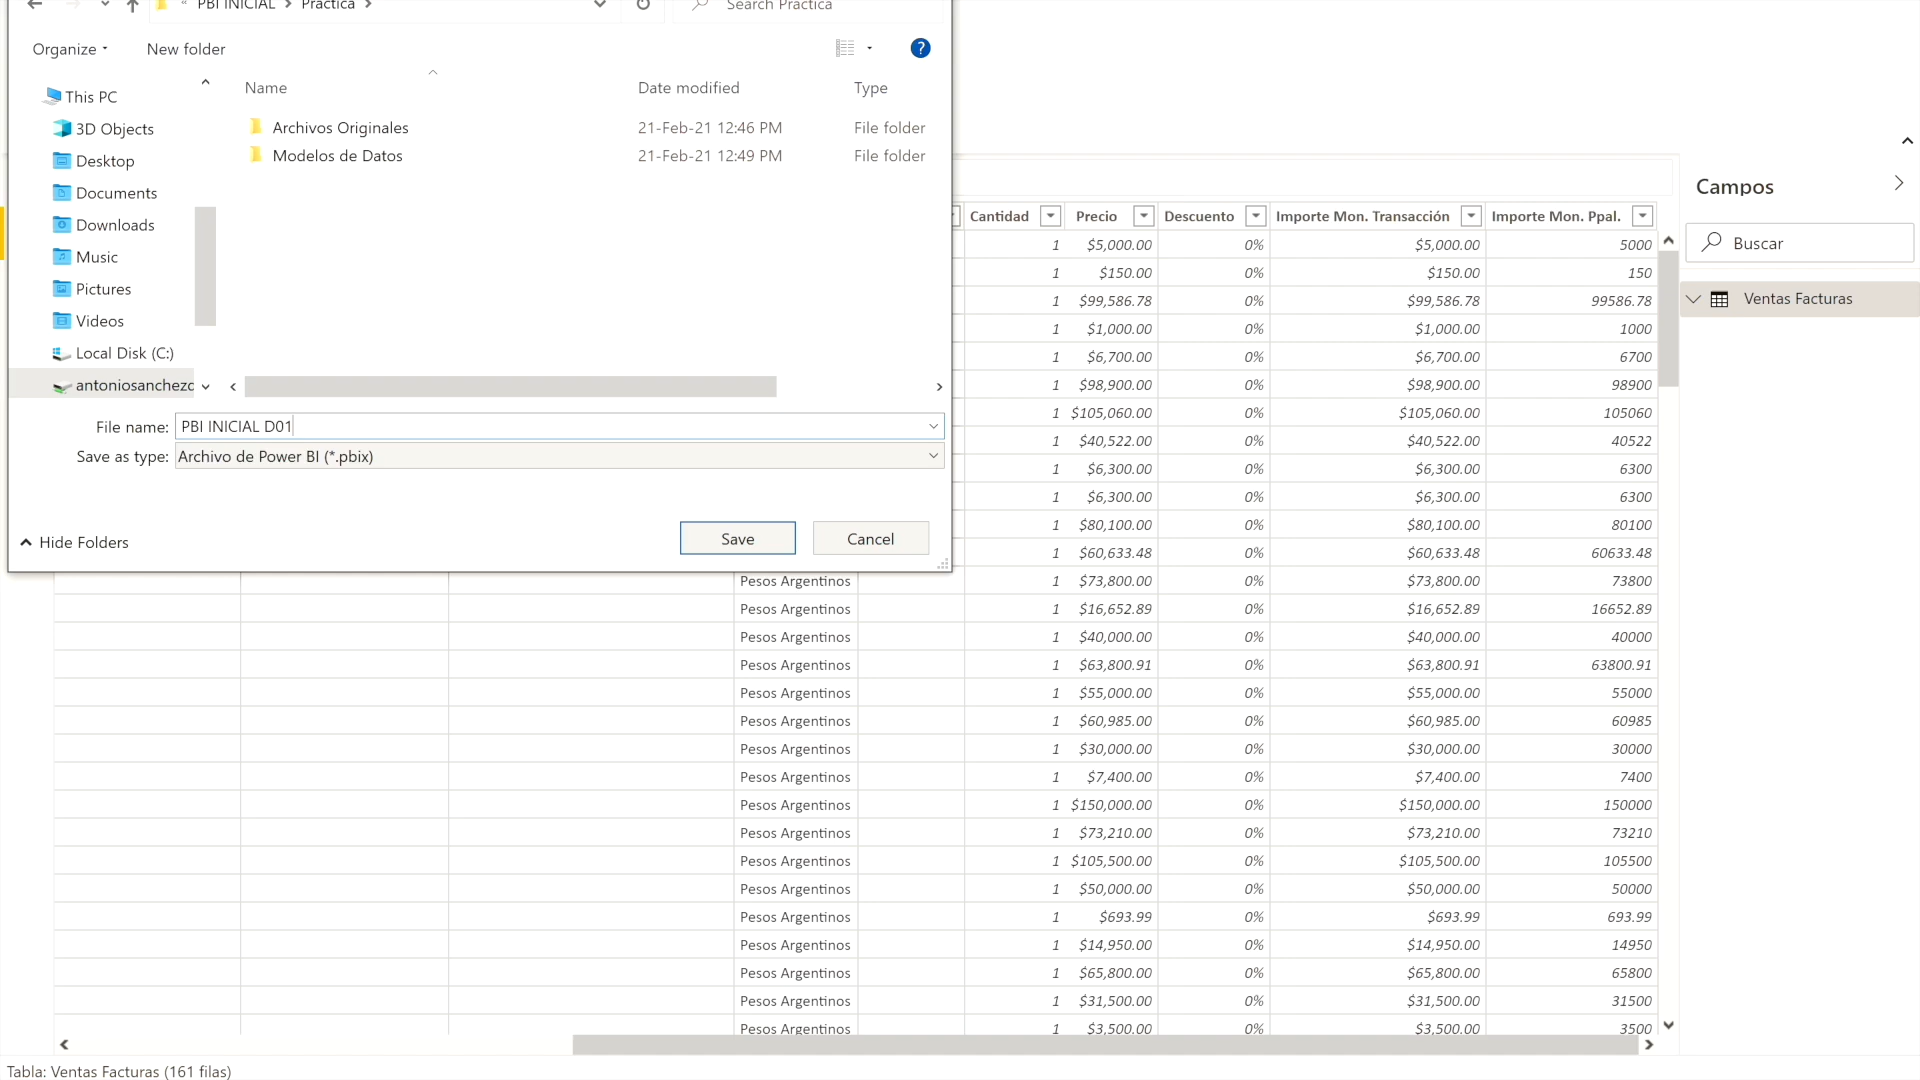 PBI INICIAL > Practica >
Search Practica
Organize
New folder
Name Date modified Type
This PC
3D Objects
Desktop
Documents
Downloads
Music
Pictures
Videos
Local Disk (C:)
antoniosanchezc
Archivos Originales 21-Feb-21 12:46 PM File folder
Modelos de Datos 21-Feb-21 12:49 PM File folder
File name: PBI INICIAL D01
Save as type: Archivo de Power BI (*.pbix)
Hide Folders
Save
Cancel
Cantidad Precio Descuento Importe Mon. Transacción Importe Mon. Ppal.
1 $5,000.00 0% $5,000.00 5000
1 $150.00 0% $150.00 150
1 $99,586.78 0% $99,586.78 99586.78
1 $1,000.00 0% $1,000.00 1000
1 $6,700.00 0% $6,700.00 6700
1 $98,900.00 0% $98,900.00 98900
1 $105,060.00 0% $105,060.00 105060
1 $40,522.00 0% $40,522.00 40522
1 $6,300.00 0% $6,300.00 6300
1 $6,300.00 0% $6,300.00 6300
1 $80,100.00 0% $80,100.00 80100
1 $60,633.48 0% $60,633.48 60633.48
Pesos Argentinos 1 $73,800.00 0% $73,800.00 73800
Pesos Argentinos 1 $16,652.89 0% $16,652.89 16652.89
Pesos Argentinos 1 $40,000.00 0% $40,000.00 40000
Pesos Argentinos 1 $63,800.91 0% $63,800.91 63800.91
Pesos Argentinos 1 $55,000.00 0% $55,000.00 55000
Pesos Argentinos 1 $60,985.00 0% $60,985.00 60985
Pesos Argentinos 1 $30,000.00 0% $30,000.00 30000
Pesos Argentinos 1 $7,400.00 0% $7,400.00 7400
Pesos Argentinos 1 $150,000.00 0% $150,000.00 150000
Pesos Argentinos 1 $73,210.00 0% $73,210.00 73210
Pesos Argentinos 1 $105,500.00 0% $105,500.00 105500
Pesos Argentinos 1 $50,000.00 0% $50,000.00 50000
Pesos Argentinos 1 $693.99 0% $693.99 693.99
Pesos Argentinos 1 $14,950.00 0% $14,950.00 14950
Pesos Argentinos 1 $65,800.00 0% $65,800.00 65800
Pesos Argentinos 1 $31,500.00 0% $31,500.00 31500
Pesos Argentinos 1 $3,500.00 0% $3,500.00 3500
Campos
Buscar
Ventas Facturas
Tabla: Ventas Facturas (161 filas)